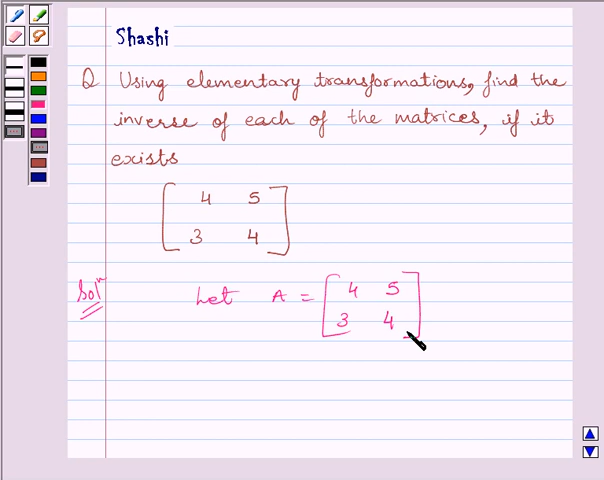 Shashi
Q Using elementary transformations, find the
inverse of each of the matrices, if it
exists
4 5
3 4
Solⁿ Let A = [4 5
3 4]